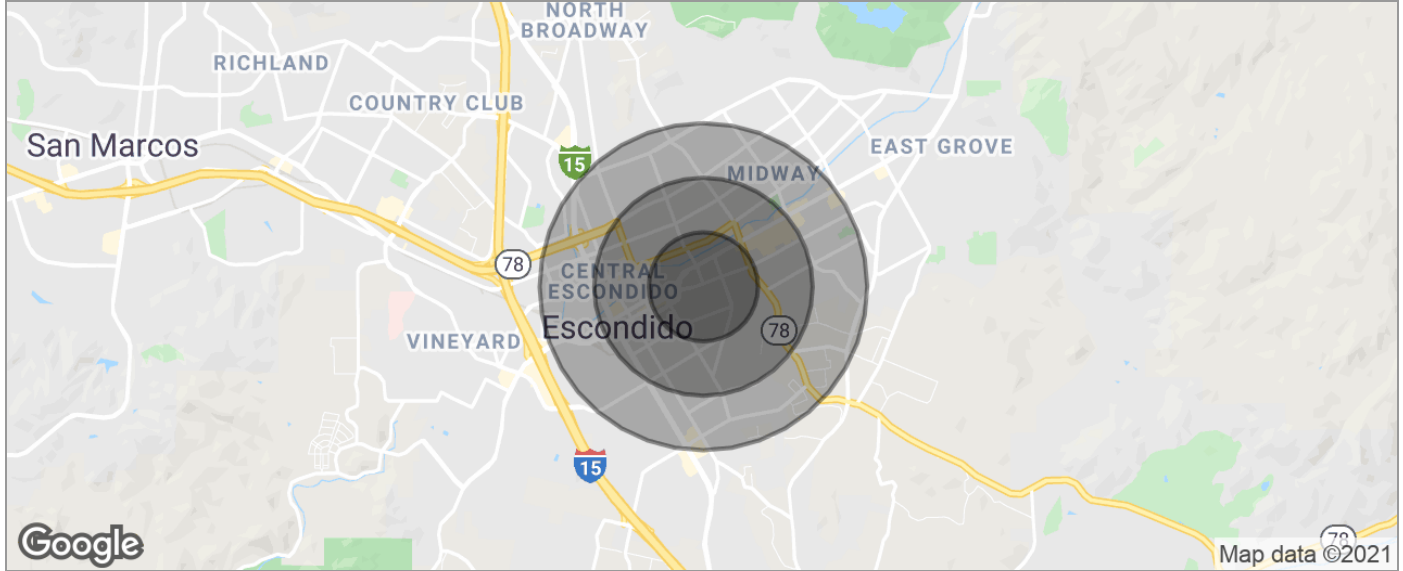 NORTH
BROADWAY
RICHLAND
COUNTRY CLUB
San Marcos
15
EAST GROVE
MIDWAY
78
CENTRAL
ESCONDIDO
Escondido
78
VINEYARD
15
Google
78
Map data ©2021